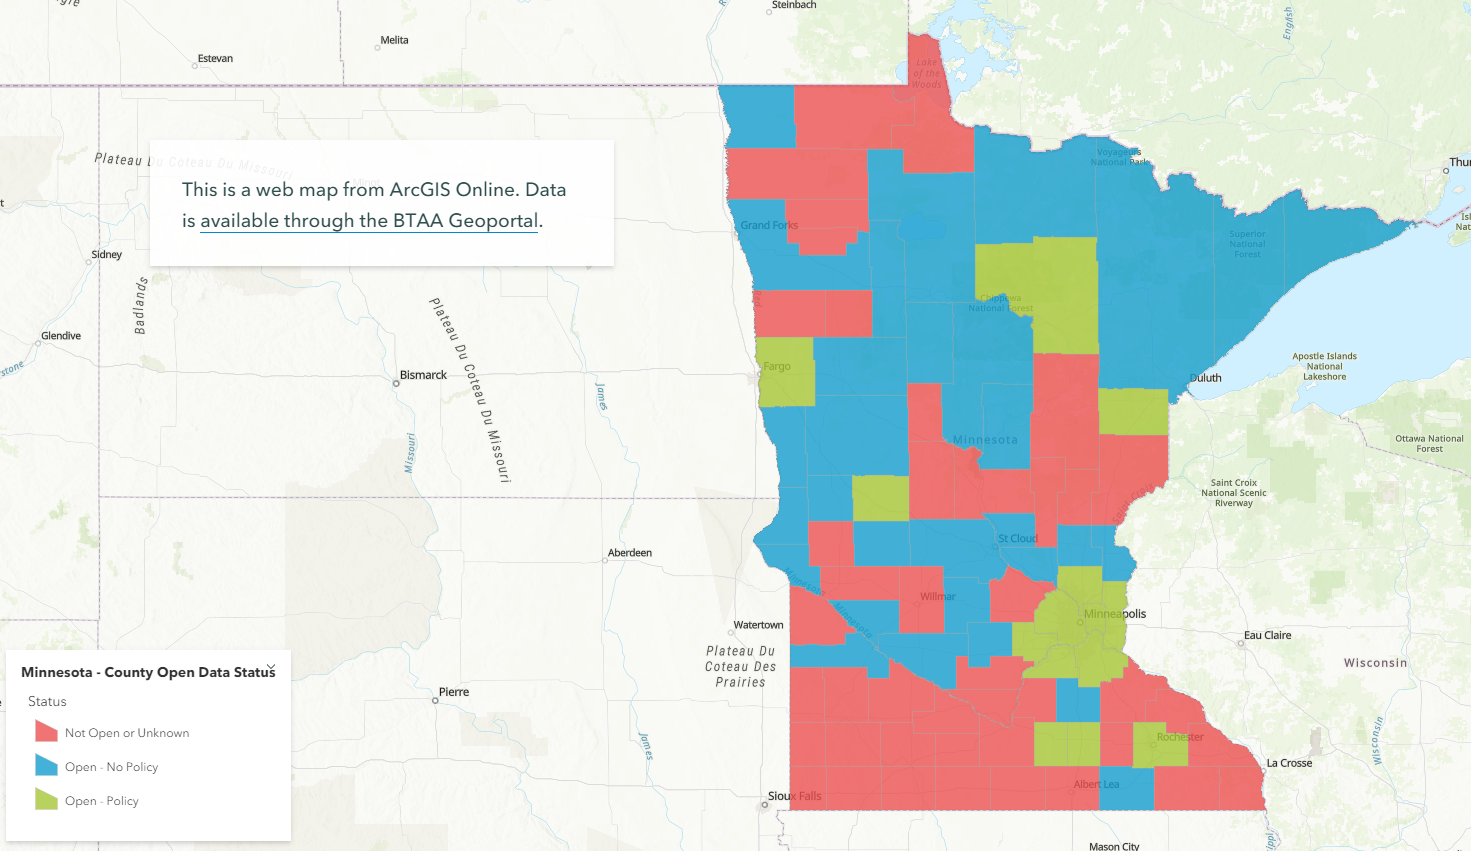 Steinbach
Melita
Estevan
English
Lake
of the
Woods
Voyageurs
National Park
Plateau Du Coteau Du Missouri
This is a web map from ArcGIS Online. Data
is available through the BTAA Geoportal.
Grand Forks
Superior
National
Forest
Sidney
Badlands
Plateau Du Coteau Du Missouri
Red
Chippewa
National Forest
Glendive
Fargo
Bismarck
James
Duluth
Apostle Islands
National
Lakeshore
Missouri
Minnesota
Ottawa National
Forest
Saint Croix
National Scenic
Riverway
St Cloud
Aberdeen
Minnesota
Minnesota
Willmar
Minneapolis
Watertown
Eau Claire
Plateau Du
Coteau Des
Prairies
Wisconsin
Minnesota - County Open Data Status
Status
Pierre
Not Open or Unknown
Open - No Policy
Open - Policy
James
Wisconsin
Rochester
La Crosse
Albert Lea
Sioux Falls
Mason City